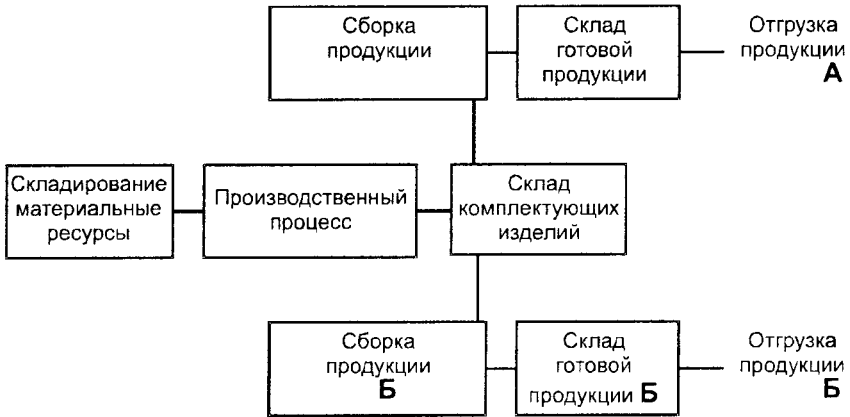 Сборка
продукции
Склад
готовой
продукции
Отгрузка
продукции
А
Складирование
материальные
ресурсы
Производственный
процесс
Склад
комплектующих
изделий
Сборка
продукции
Б
Склад
готовой
продукции Б
Отгрузка
продукции
Б